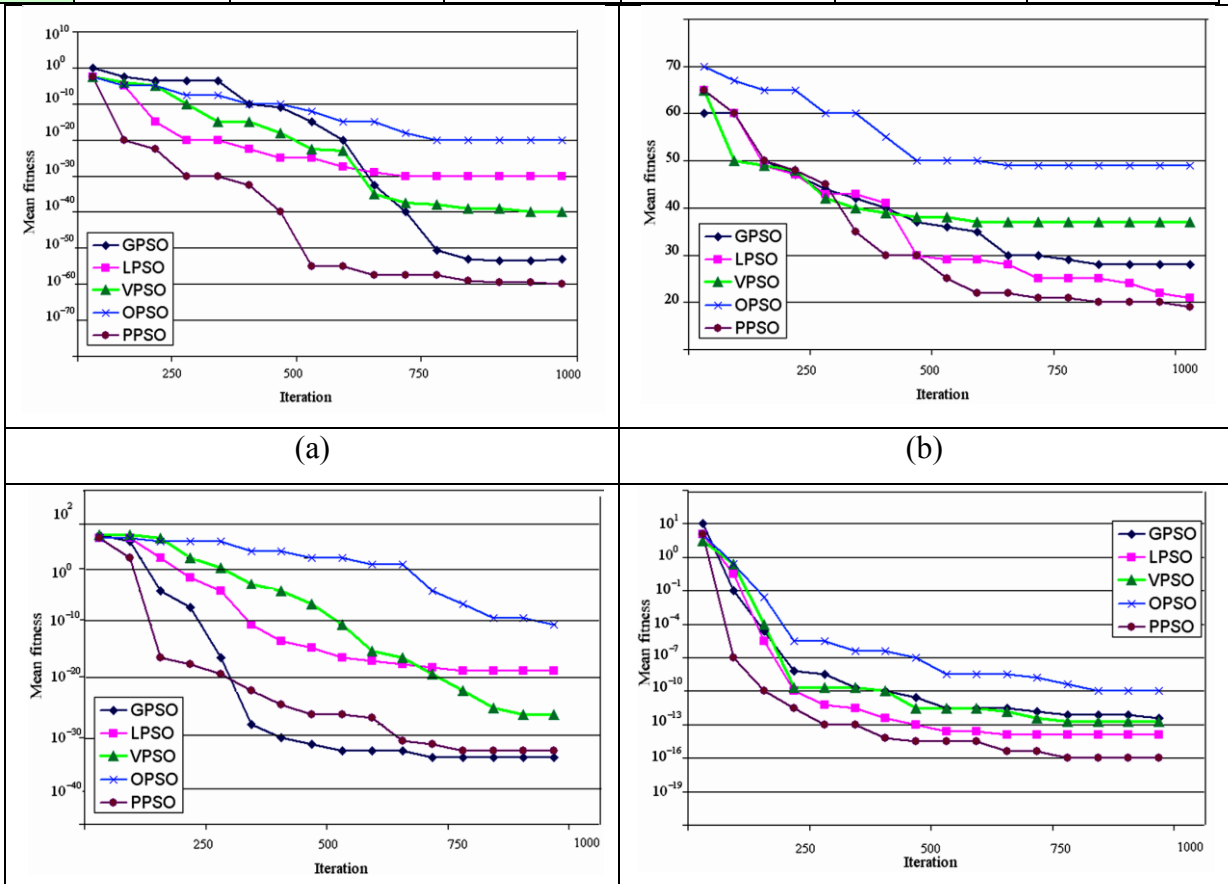 10^10
10^0
10^-10
10^-20
10^-30
10^-40
10^-50
10^-60
10^-70
Mean fitness
GPSO
LPSO
VPSO
OPSO
PPSO
250
500
750
1000
Iteration
70
60
50
40
30
20
Mean fitness
GPSO
LPSO
VPSO
OPSO
PPSO
250
500
750
1000
Iteration
(a)
(b)
10^2
10^0
10^-10
10^-20
10^-30
10^-40
Mean fitness
GPSO
LPSO
VPSO
OPSO
PPSO
250
500
750
1000
Iteration
10^1
10^0
10^-1
10^-4
10^-7
10^-10
10^-13
10^-16
10^-19
Mean fitness
GPSO
LPSO
VPSO
OPSO
PPSO
250
500
750
1000
Iteration